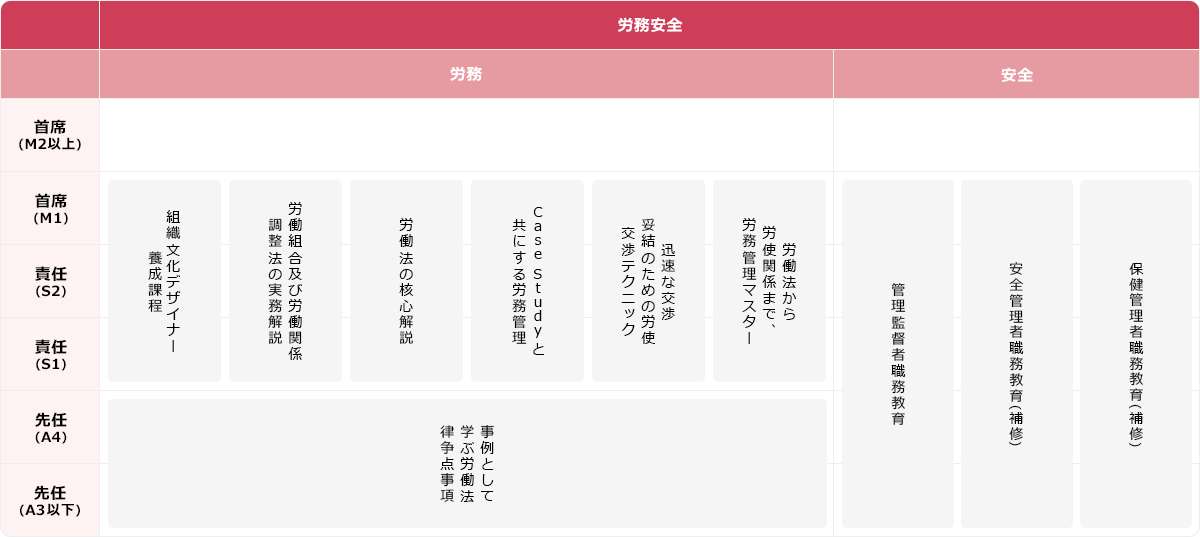 労務安全
労務
安全
首席
(M2以上)
首席
(M1)
責任
(S2)
責任
(S1)
先任
(A4)
先任
(A3以下)
組織文化デザイナー
養成課程
労働組合及び労働関係
調整法の実務解説
労働法の核心解説
Case Studyと
共にする労務管理
迅速な交渉
妥結のための労使
交渉テクニック
労働法から
労使関係まで、
労務管理マスター
事例として
学ぶ労働法
律争点事項
管理監督者職務教育
安全管理者職務教育(補修)
保健管理者職務教育(補修)